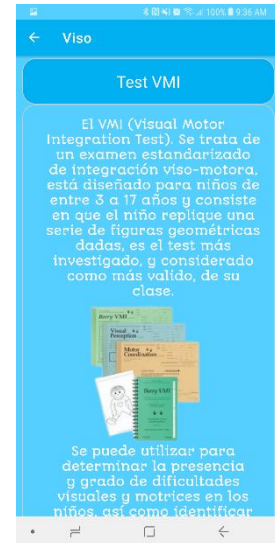 100% 9:36 AM
Viso
Test VMI
El VMI (Visual Motor
Integration Test). Se trata de
un examen estandarizado
de integración viso-motora,
está diseñado para niños de
entre 3 a 17 años y consiste
en que el niño replique una
serie de figuras geométricas
dadas, es el test más
investigado, y considerado
como más valido, de su
clase.
Beery VMI
Visual
Perception
Motor
Coordination
Beery VMI
Se puede utilizar para
determinar la presencia
y grado de dificultades
visuales y motrices en los
niños, así como identificar